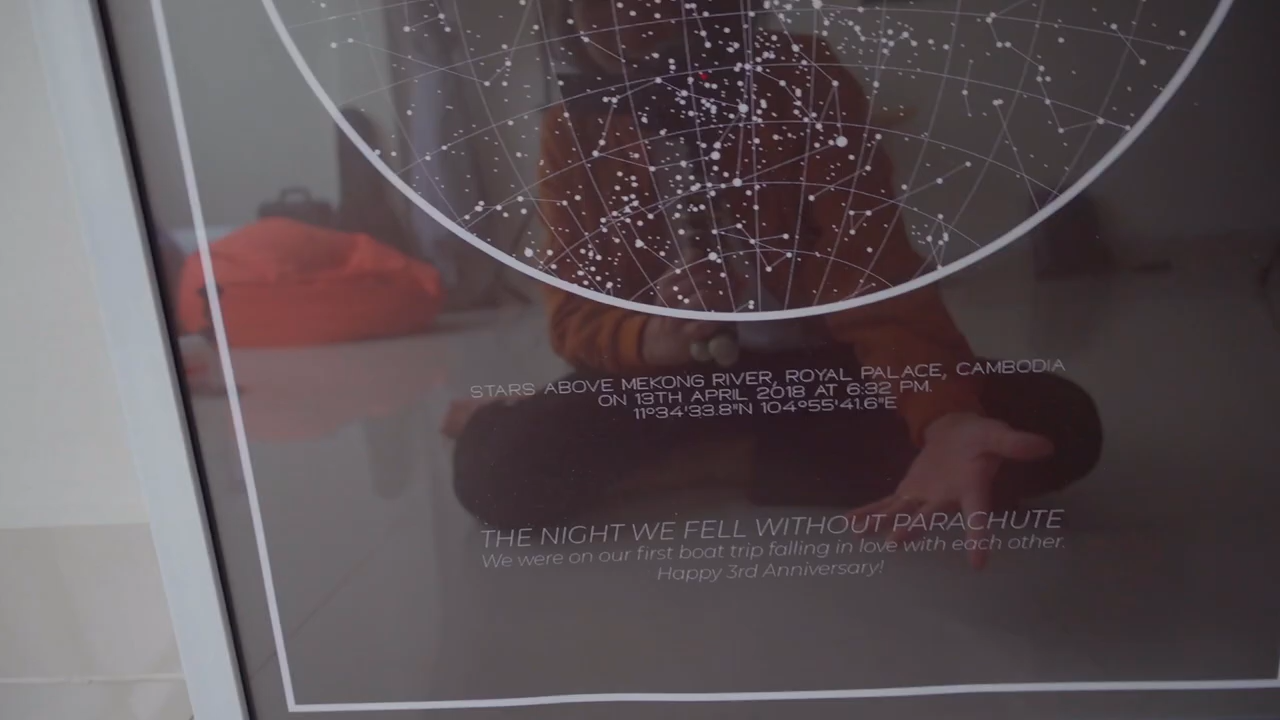 STARS ABOVE MEKONG RIVER, ROYAL PALACE, CAMBODIA
ON 13TH APRIL 2018 AT 6:32 PM.
11°34'33.8"N 104°55'41.6"E
THE NIGHT WE FELL WITHOUT PARACHUTE
We were on our first boat trip falling in love with each other.
Happy 3rd Anniversary!